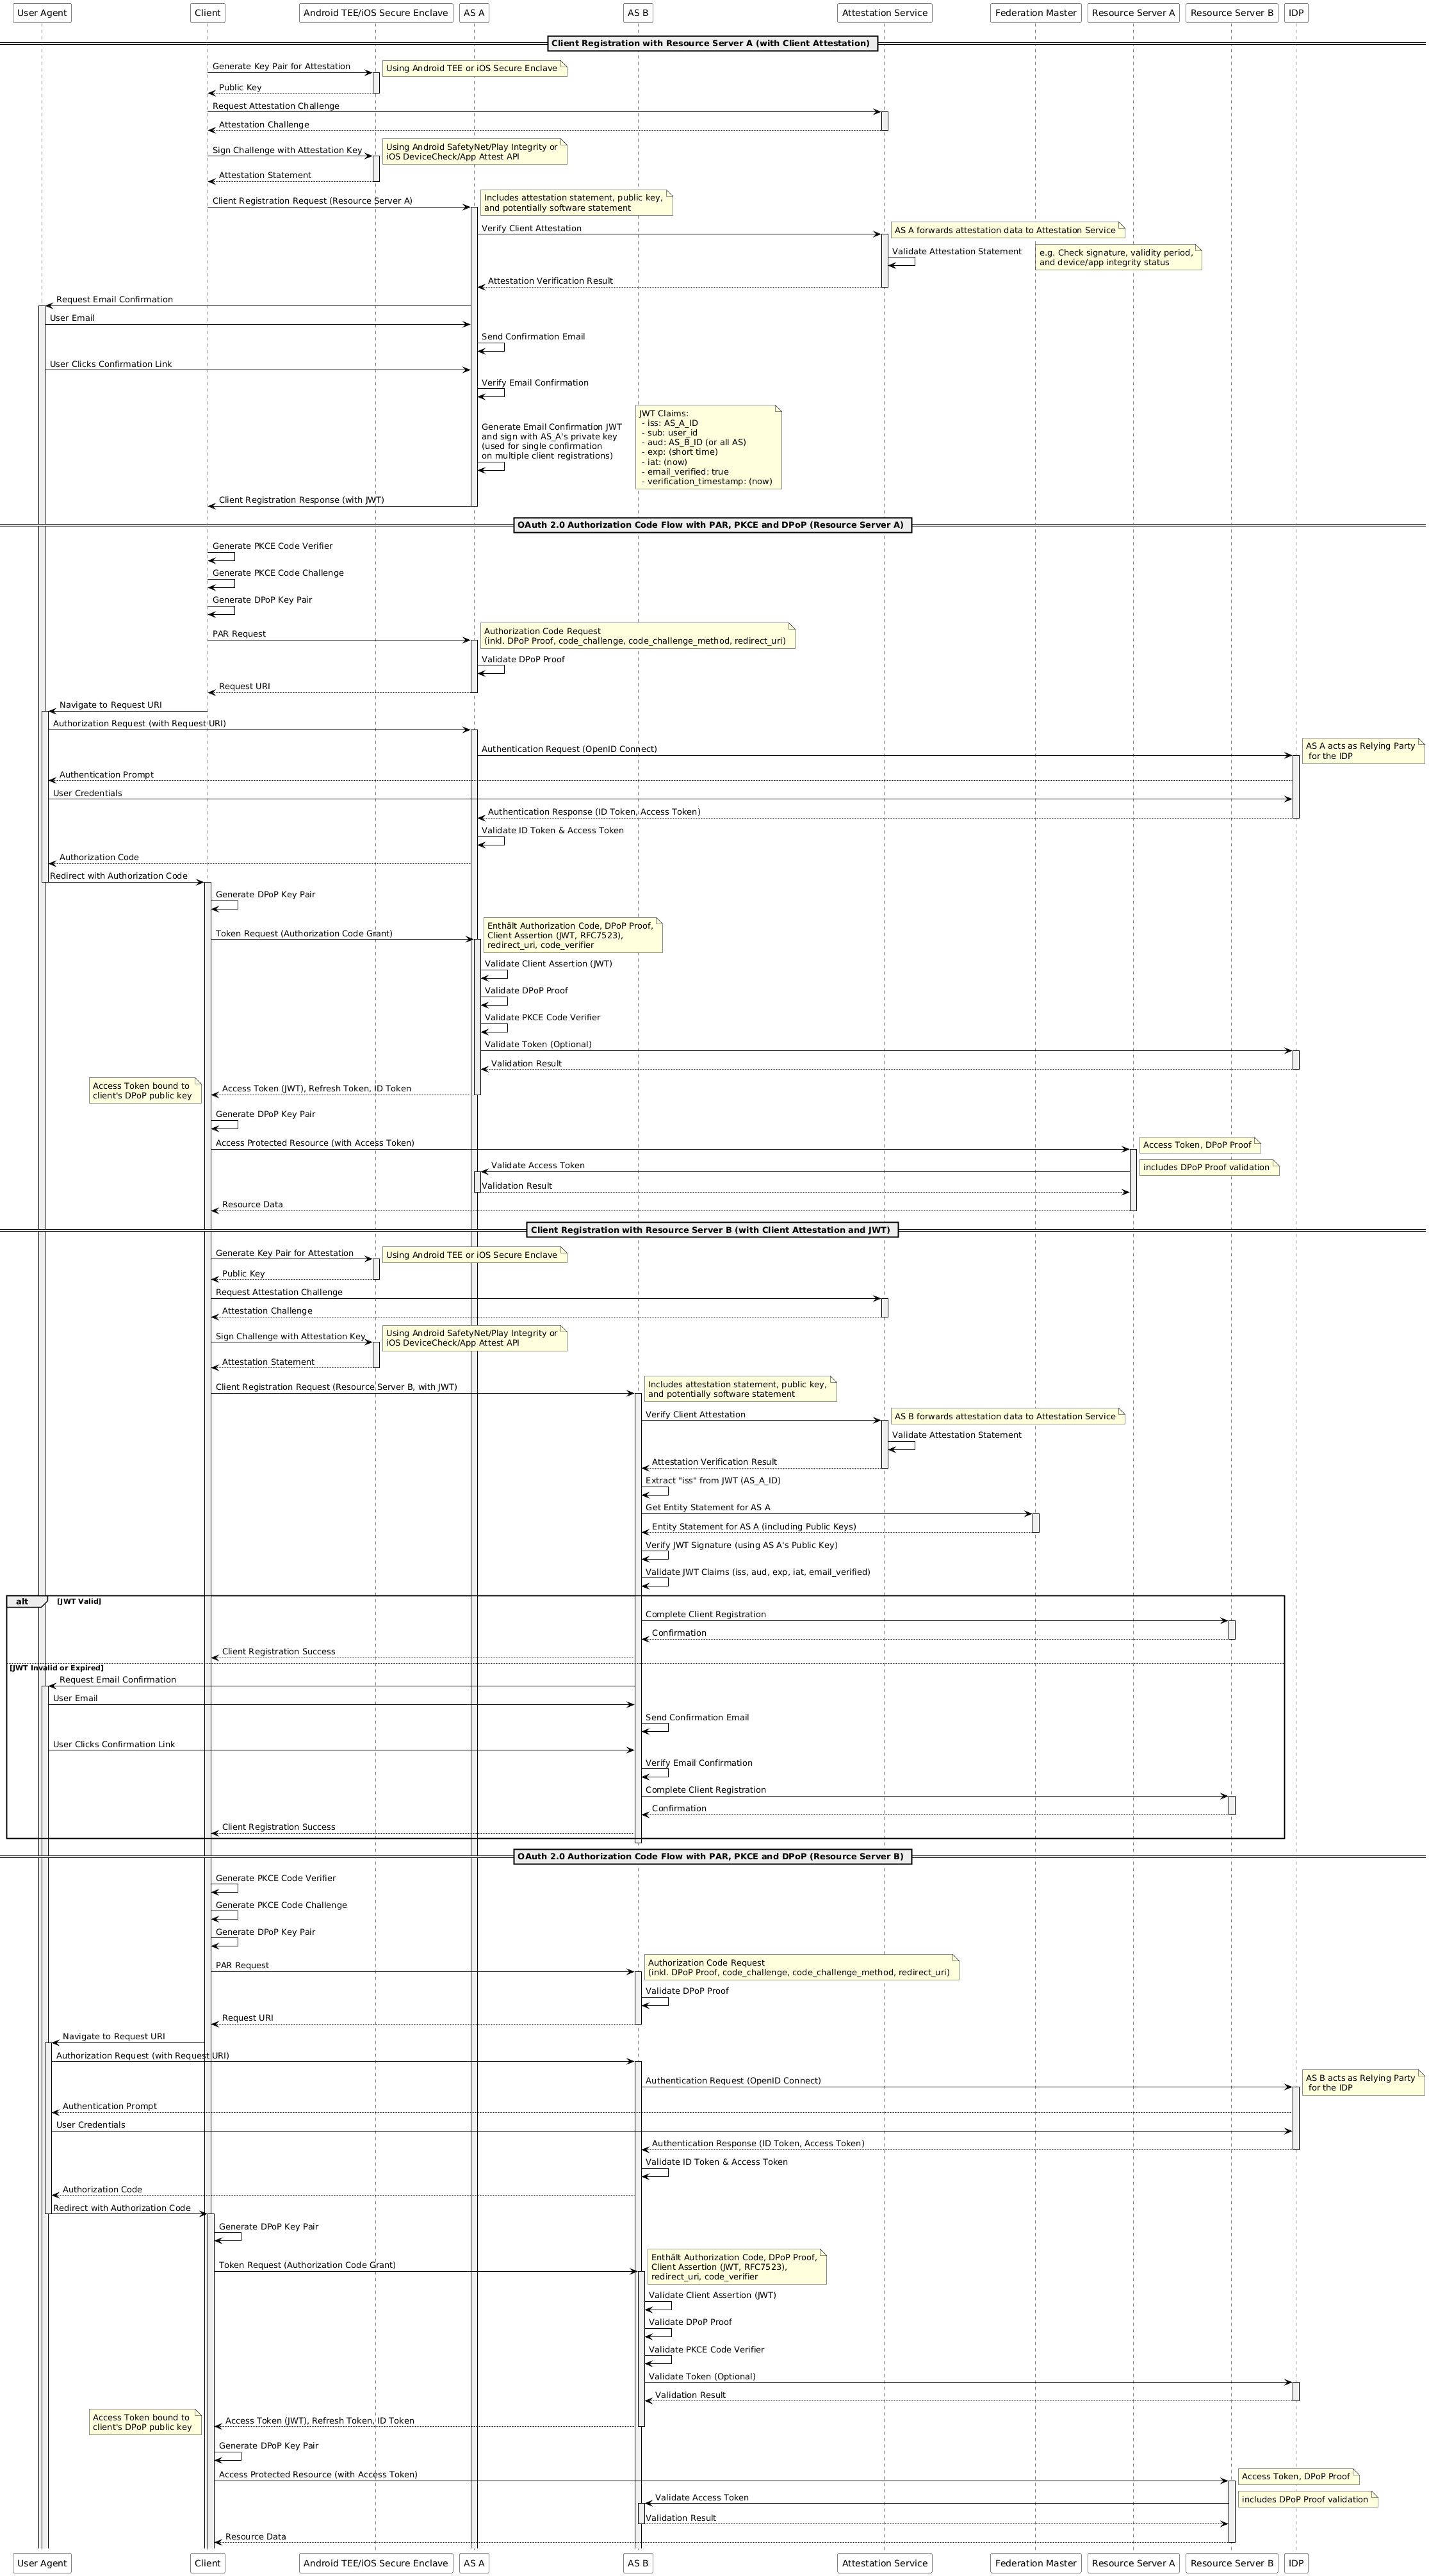 User Agent
Client
Android TEE/iOS Secure Enclave
AS A
AS B
Attestation Service
Federation Master
Resource Server A
Resource Server B
IDP
Client Registration with Resource Server A (with Client Attestation)
Generate Key Pair for Attestation
Using Android TEE or iOS Secure Enclave
Public Key
Request Attestation Challenge
Attestation Challenge
Sign Challenge with Attestation Key
Using Android SafetyNet/Play Integrity or
iOS DeviceCheck/App Attest API
Attestation Statement
Client Registration Request (Resource Server A)
Includes attestation statement, public key,
and potentially software statement
Verify Client Attestation
AS A forwards attestation data to Attestation Service
Validate Attestation Statement
e.g. Check signature, validity period,
and device/app integrity status
Attestation Verification Result
Request Email Confirmation
User Email
Send Confirmation Email
User Clicks Confirmation Link
Verify Email Confirmation
Generate Email Confirmation JWT
and sign with AS_A's private key
(used for single confirmation
on multiple client registrations)
JWT Claims:
- iss: AS_A_ID
- sub: user_id
- aud: AS_B_ID (or all AS)
- exp: (short time)
- iat: (now)
- email_verified: true
- verification_timestamp: (now)
Client Registration Response (with JWT)
OAuth 2.0 Authorization Code Flow with PAR, PKCE and DPoP (Resource Server A)
Generate PKCE Code Verifier
Generate PKCE Code Challenge
Generate DPoP Key Pair
PAR Request
Authorization Code Request
(inkl. DPoP Proof, code_challenge, code_challenge_method, redirect_uri)
Validate DPoP Proof
Request URI
Navigate to Request URI
Authorization Request (with Request URI)
Authentication Request (OpenID Connect)
AS A acts as Relying Party
for the IDP
Authentication Prompt
User Credentials
Authentication Response (ID Token, Access Token)
Validate ID Token & Access Token
Authorization Code
Redirect with Authorization Code
Generate DPoP Key Pair
Token Request (Authorization Code Grant)
Enthält Authorization Code, DPoP Proof,
Client Assertion (JWT, RFC7523),
redirect_uri, code_verifier
Validate Client Assertion (JWT)
Validate DPoP Proof
Validate PKCE Code Verifier
Validate Token (Optional)
Validation Result
Access Token (JWT), Refresh Token, ID Token
Access Token bound to
client's DPoP public key
Generate DPoP Key Pair
Access Protected Resource (with Access Token)
Access Token, DPoP Proof
Validate Access Token
includes DPoP Proof validation
Validation Result
Resource Data
Client Registration with Resource Server B (with Client Attestation and JWT)
Generate Key Pair for Attestation
Using Android TEE or iOS Secure Enclave
Public Key
Request Attestation Challenge
Attestation Challenge
Sign Challenge with Attestation Key
Using Android SafetyNet/Play Integrity or
iOS DeviceCheck/App Attest API
Attestation Statement
Client Registration Request (Resource Server B, with JWT)
Includes attestation statement, public key,
and potentially software statement
Verify Client Attestation
AS B forwards attestation data to Attestation Service
Validate Attestation Statement
Attestation Verification Result
Extract "iss" from JWT (AS_A_ID)
Get Entity Statement for AS A
Entity Statement for AS A (including Public Keys)
Verify JWT Signature (using AS A's Public Key)
Validate JWT Claims (iss, aud, exp, iat, email_verified)
alt [JWT Valid]
Complete Client Registration
Confirmation
Client Registration Success
[JWT Invalid or Expired]
Request Email Confirmation
User Email
Send Confirmation Email
User Clicks Confirmation Link
Verify Email Confirmation
Complete Client Registration
Confirmation
Client Registration Success
OAuth 2.0 Authorization Code Flow with PAR, PKCE and DPoP (Resource Server B)
Generate PKCE Code Verifier
Generate PKCE Code Challenge
Generate DPoP Key Pair
PAR Request
Authorization Code Request
(inkl. DPoP Proof, code_challenge, code_challenge_method, redirect_uri)
Validate DPoP Proof
Request URI
Navigate to Request URI
Authorization Request (with Request URI)
Authentication Request (OpenID Connect)
AS B acts as Relying Party
for the IDP
Authentication Prompt
User Credentials
Authentication Response (ID Token, Access Token)
Validate ID Token & Access Token
Authorization Code
Redirect with Authorization Code
Generate DPoP Key Pair
Token Request (Authorization Code Grant)
Enthält Authorization Code, DPoP Proof,
Client Assertion (JWT, RFC7523),
redirect_uri, code_verifier
Validate Client Assertion (JWT)
Validate DPoP Proof
Validate PKCE Code Verifier
Validate Token (Optional)
Validation Result
Access Token (JWT), Refresh Token, ID Token
Access Token bound to
client's DPoP public key
Generate DPoP Key Pair
Access Protected Resource (with Access Token)
Access Token, DPoP Proof
Validate Access Token
includes DPoP Proof validation
Validation Result
Resource Data
User Agent
Client
Android TEE/iOS Secure Enclave
AS A
AS B
Attestation Service
Federation Master
Resource Server A
Resource Server B
IDP